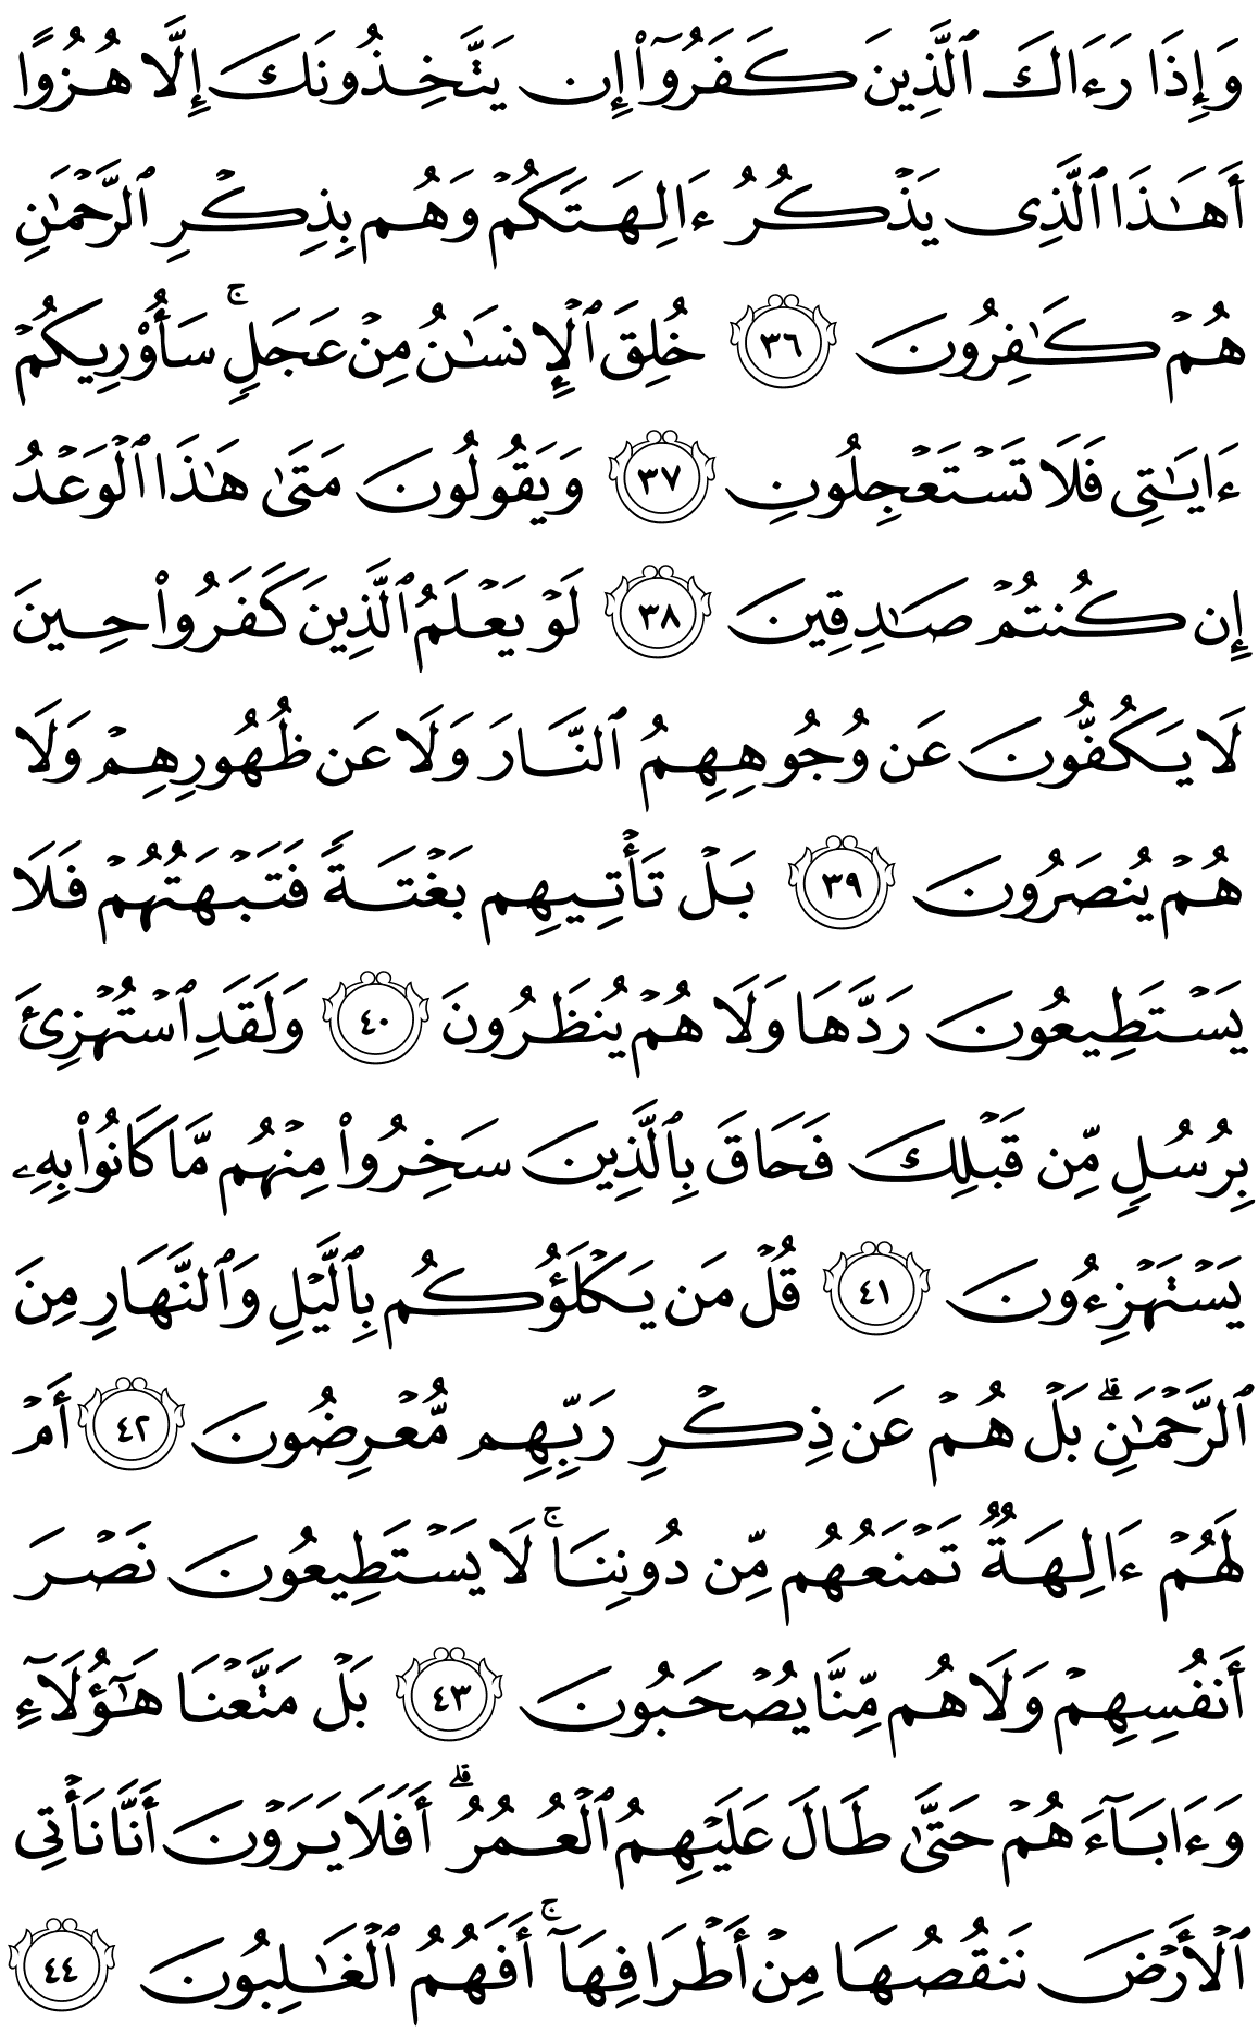 وَإِذَا رَءَاكَ ٱلَّذِينَ كَفَرُوٓا۟ إِن يَتَّخِذُونَكَ إِلَّا هُزُوًا
أَهَـٰذَا ٱلَّذِى يَذْكُرُ ءَالِهَتَكُمْ وَهُم بِذِكْرِ ٱلرَّحْمَـٰنِ
هُمْ كَـٰفِرُونَ ٣٦ خُلِقَ ٱلْإِنسَـٰنُ مِنْ عَجَلٍۚ سَأُو۟رِيكُمْ
ءَايَـٰتِى فَلَا تَسْتَعْجِلُونِ ٣٧ وَيَقُولُونَ مَتَىٰ هَـٰذَا ٱلْوَعْدُ
إِن كُنتُمْ صَـٰدِقِينَ ٣٨ لَوْ يَعْلَمُ ٱلَّذِينَ كَفَرُوا۟ حِينَ
لَا يَكُفُّونَ عَن وُجُوهِهِمُ ٱلنَّارَ وَلَا عَن ظُهُورِهِمْ وَلَا
هُمْ يُنصَرُونَ ٣٩ بَلْ تَأْتِيهِم بَغْتَةً فَتَبْهَتُهُمْ فَلَا
يَسْتَطِيعُونَ رَدَّهَا وَلَا هُمْ يُنظَرُونَ ٤٠ وَلَقَدِ ٱسْتُهْزِئَ
بِرُسُلٍ مِّن قَبْلِكَ فَحَاقَ بِٱلَّذِينَ سَخِرُوا۟ مِنْهُم مَّا كَانُوا۟ بِهِۦ
يَسْتَهْزِءُونَ ٤١ قُلْ مَن يَكْلَؤُكُم بِٱلَّيْلِ وَٱلنَّهَارِ مِنَ
ٱلرَّحْمَـٰنِۗ بَلْ هُمْ عَن ذِكْرِ رَبِّهِم مُّعْرِضُونَ ٤٢ أَمْ
لَهُمْ ءَالِهَةٌ تَمْنَعُهُم مِّن دُونِنَاۚ لَا يَسْتَطِيعُونَ نَصْرَ
أَنفُسِهِمْ وَلَا هُم مِّنَّا يُصْحَبُونَ ٤٣ بَلْ مَتَّعْنَا هَـٰٓؤُلَآءِ
وَءَابَآءَهُمْ حَتَّىٰ طَالَ عَلَيْهِمُ ٱلْعُمُرُۗ أَفَلَا يَرَوْنَ أَنَّا نَأْتِى
ٱلْأَرْضَ نَنقُصُهَا مِنْ أَطْرَافِهَآۚ أَفَهُمُ ٱلْغَـٰلِبُونَ ٤٤